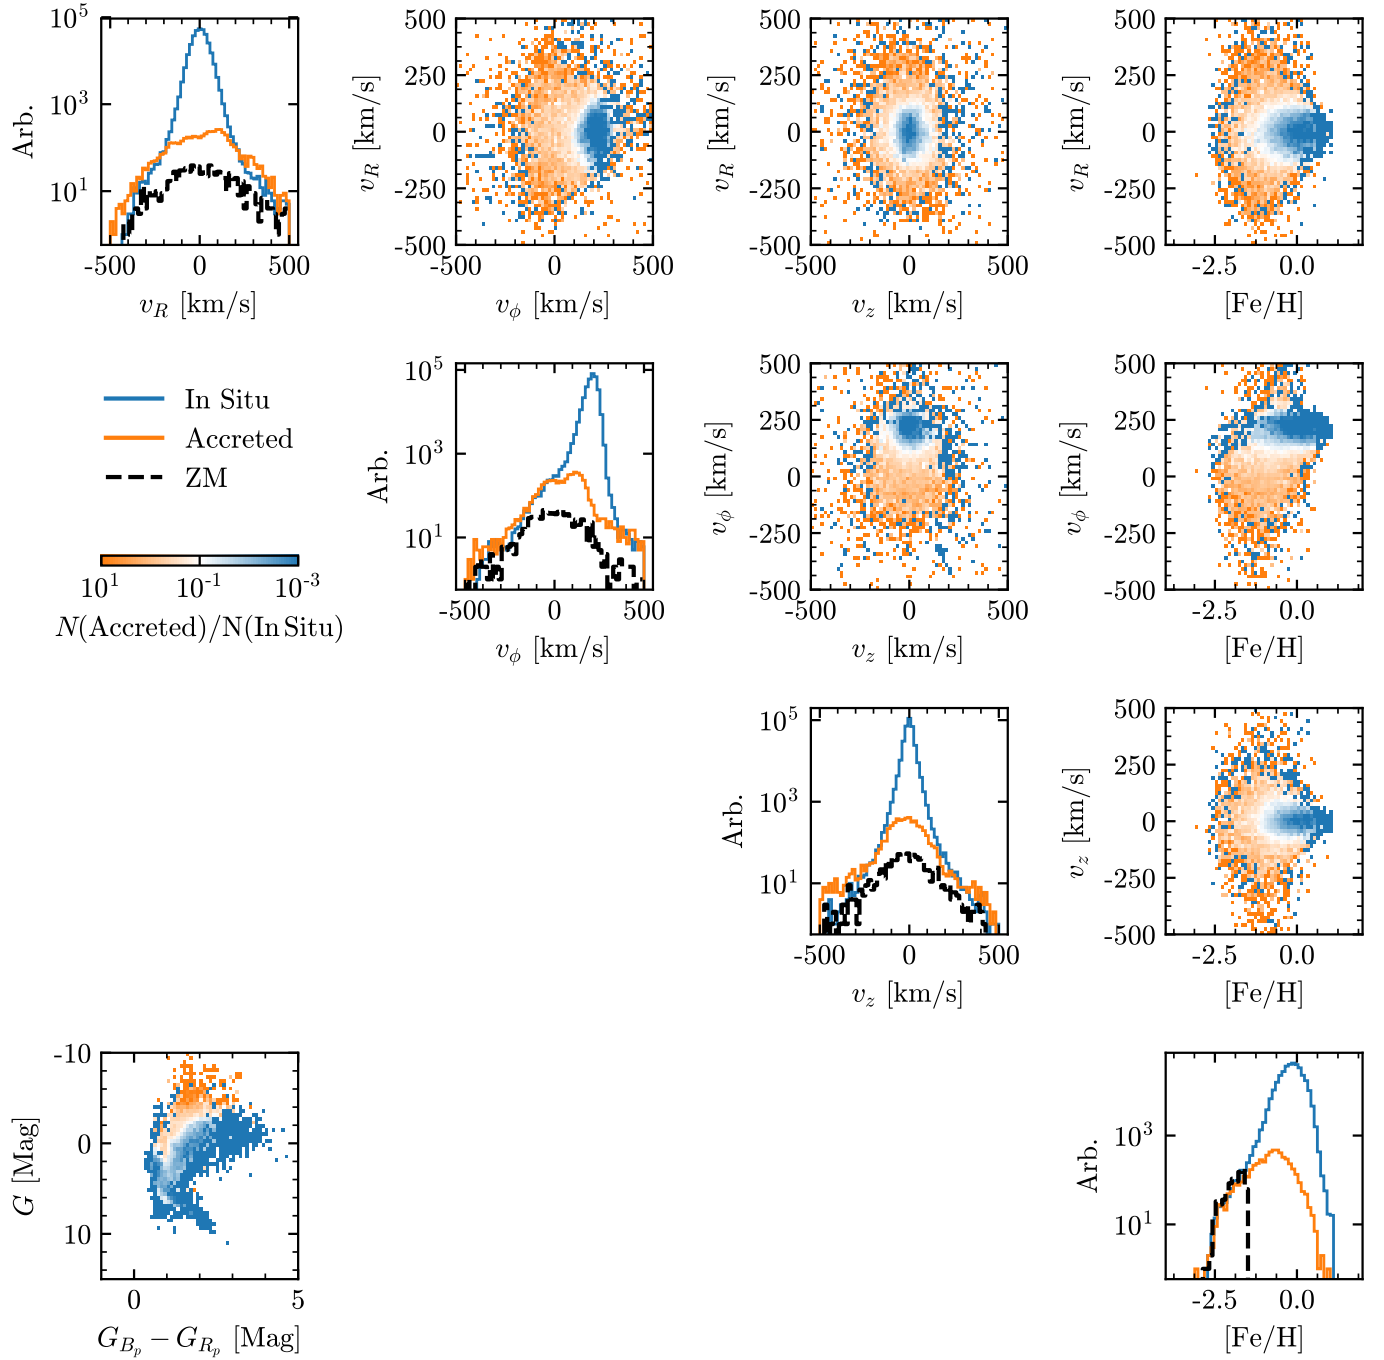 10^5
10^3
10^1
Arb.
-500 0 500
v_R [km/s]
500
250
0
-250
-500
v_R [km/s]
-500 0 500
v_ϕ [km/s]
500
250
0
-250
-500
v_R [km/s]
-500 0 500
v_z [km/s]
500
250
0
-250
-500
v_R [km/s]
-2.5 0.0
[Fe/H]
In Situ
Accreted
ZM
10^1 10^-1 10^-3
N(Accreted)/N(In Situ)
10^5
10^3
10^1
Arb.
-500 0 500
v_ϕ [km/s]
500
250
0
-250
-500
v_ϕ [km/s]
-500 0 500
v_z [km/s]
500
250
0
-250
-500
v_ϕ [km/s]
-2.5 0.0
[Fe/H]
10^5
10^3
10^1
Arb.
-500 0 500
v_z [km/s]
500
250
0
-250
-500
v_z [km/s]
-2.5 0.0
[Fe/H]
-10
0
10
G [Mag]
0 5
G_{B_p} − G_{R_p} [Mag]
10^3
10^1
Arb.
-2.5 0.0
[Fe/H]